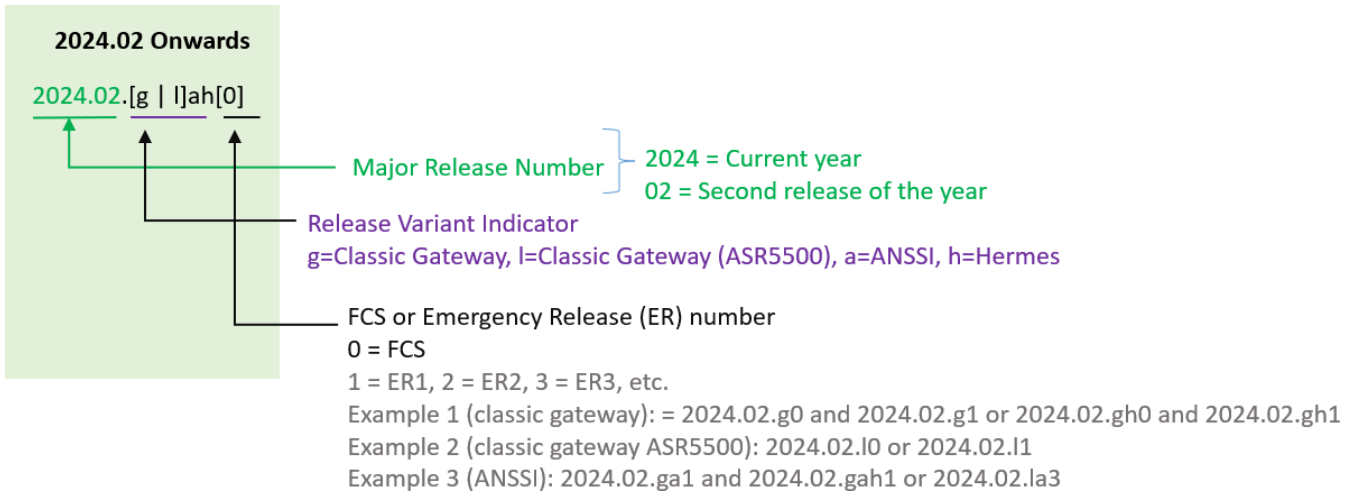 2024.02 Onwards
2024.02.[g | l]ah[0]
Major Release Number
2024 = Current year
02 = Second release of the year
Release Variant Indicator
g=Classic Gateway, l=Classic Gateway (ASR5500), a=ANSSI, h=Hermes
FCS or Emergency Release (ER) number
0 = FCS
1 = ER1, 2 = ER2, 3 = ER3, etc.
Example 1 (classic gateway): = 2024.02.g0 and 2024.02.g1 or 2024.02.gh0 and 2024.02.gh1
Example 2 (classic gateway ASR5500): 2024.02.l0 or 2024.02.l1
Example 3 (ANSSI): 2024.02.ga1 and 2024.02.gah1 or 2024.02.la3